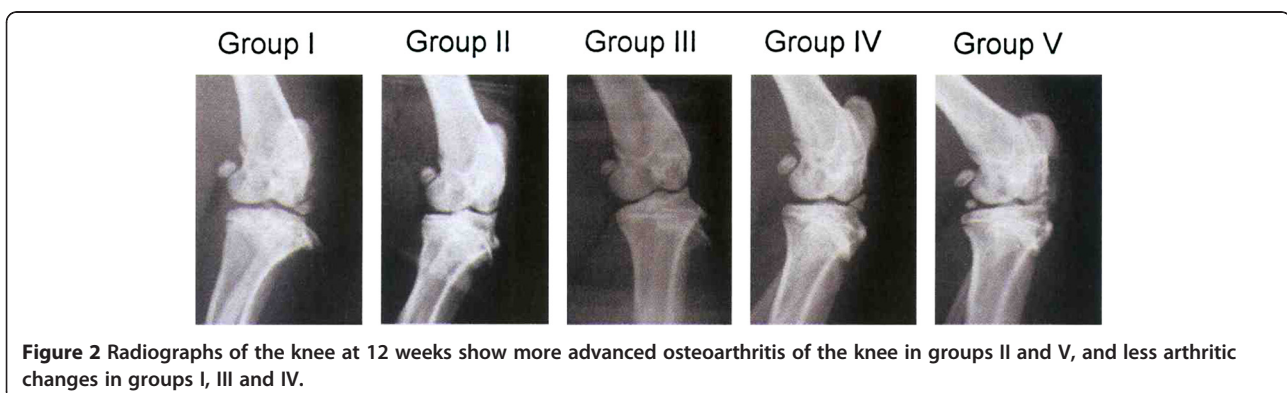 Group I Group II Group III Group IV Group V
Figure 2 Radiographs of the knee at 12 weeks show more advanced osteoarthritis of the knee in groups II and V, and less arthritic
changes in groups I, III and IV.